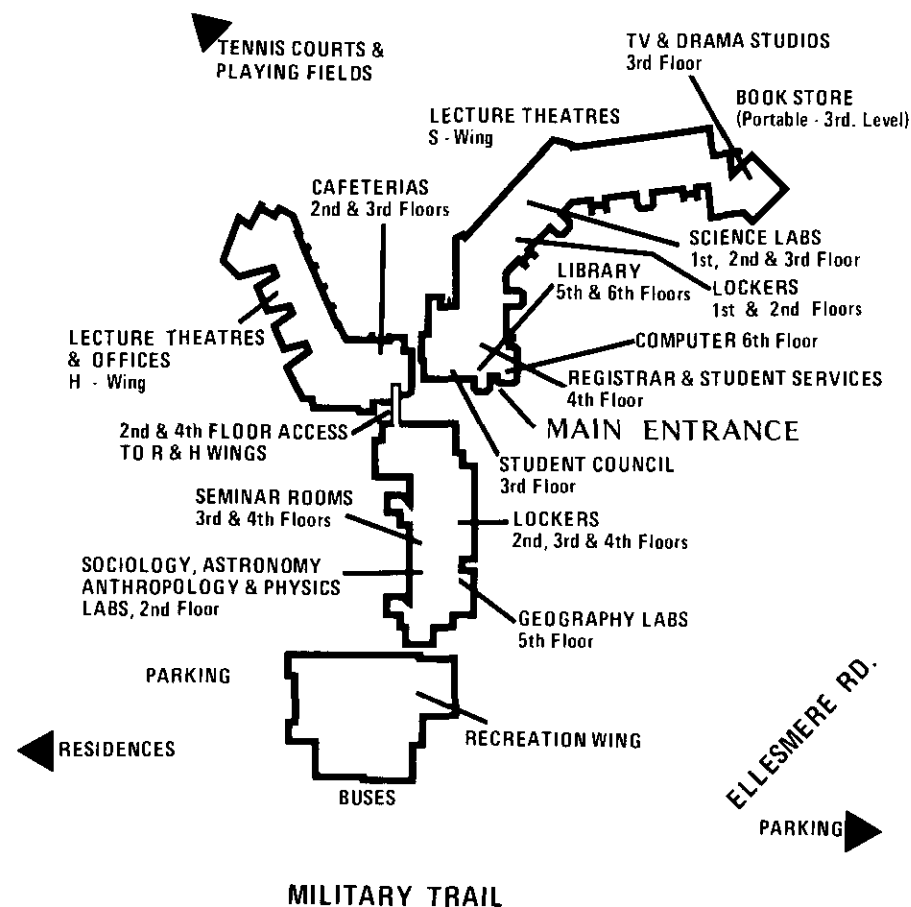 TENNIS COURTS &
PLAYING FIELDS
TV & DRAMA STUDIOS
3rd Floor
BOOK STORE
(Portable - 3rd. Level)
LECTURE THEATRES
S - Wing
CAFETERIAS
2nd & 3rd Floors
SCIENCE LABS
1st, 2nd & 3rd Floor
LIBRARY
5th & 6th Floors
LOCKERS
1st & 2nd Floors
LECTURE THEATRES
& OFFICES
H - Wing
COMPUTER 6th Floor
REGISTRAR & STUDENT SERVICES
4th Floor
MAIN ENTRANCE
2nd & 4th FLOOR ACCESS
TO R & H WINGS
STUDENT COUNCIL
3rd Floor
SEMINAR ROOMS
3rd & 4th Floors
LOCKERS
2nd, 3rd & 4th Floors
SOCIOLOGY, ASTRONOMY
ANTHROPOLOGY & PHYSICS
LABS, 2nd Floor
GEOGRAPHY LABS
5th Floor
PARKING
RESIDENCES
RECREATION WING
BUSES
ELLESMERE RD.
PARKING
MILITARY TRAIL